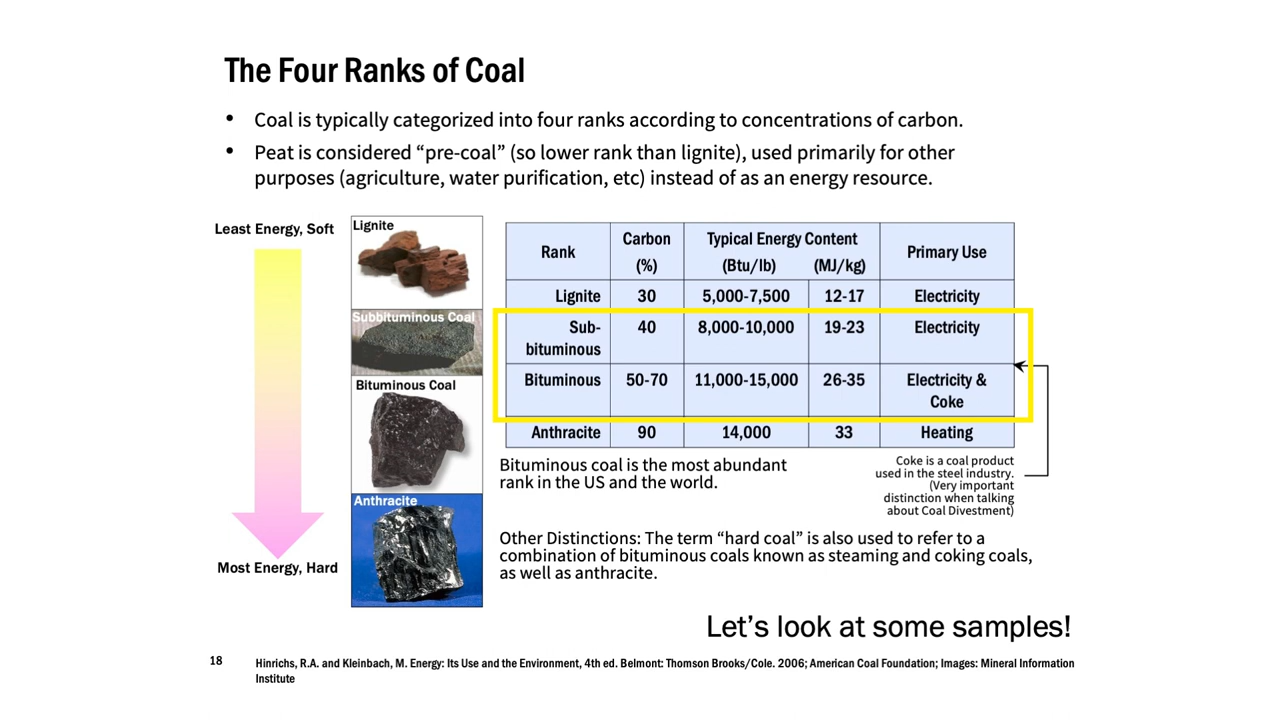 The Four Ranks of Coal
• Coal is typically categorized into four ranks according to concentrations of carbon.
• Peat is considered “pre-coal” (so lower rank than lignite), used primarily for other
purposes (agriculture, water purification, etc) instead of as an energy resource.
Least Energy, Soft
Most Energy, Hard
Lignite
Subbituminous Coal
Bituminous Coal
Anthracite
Rank Carbon (%) Typical Energy Content (Btu/lb) (MJ/kg) Primary Use
Lignite 30 5,000-7,500 12-17 Electricity
Sub-bituminous 40 8,000-10,000 19-23 Electricity
Bituminous 50-70 11,000-15,000 26-35 Electricity & Coke
Anthracite 90 14,000 33 Heating
Bituminous coal is the most abundant
rank in the US and the world.
Coke is a coal product
used in the steel industry.
(Very important
distinction when talking
about Coal Divestment)
Other Distinctions: The term “hard coal” is also used to refer to a
combination of bituminous coals known as steaming and coking coals,
as well as anthracite.
Let’s look at some samples!
18
Hinrichs, R.A. and Kleinbach, M. Energy: Its Use and the Environment, 4th ed. Belmont: Thomson Brooks/Cole. 2006; American Coal Foundation; Images: Mineral Information
Institute